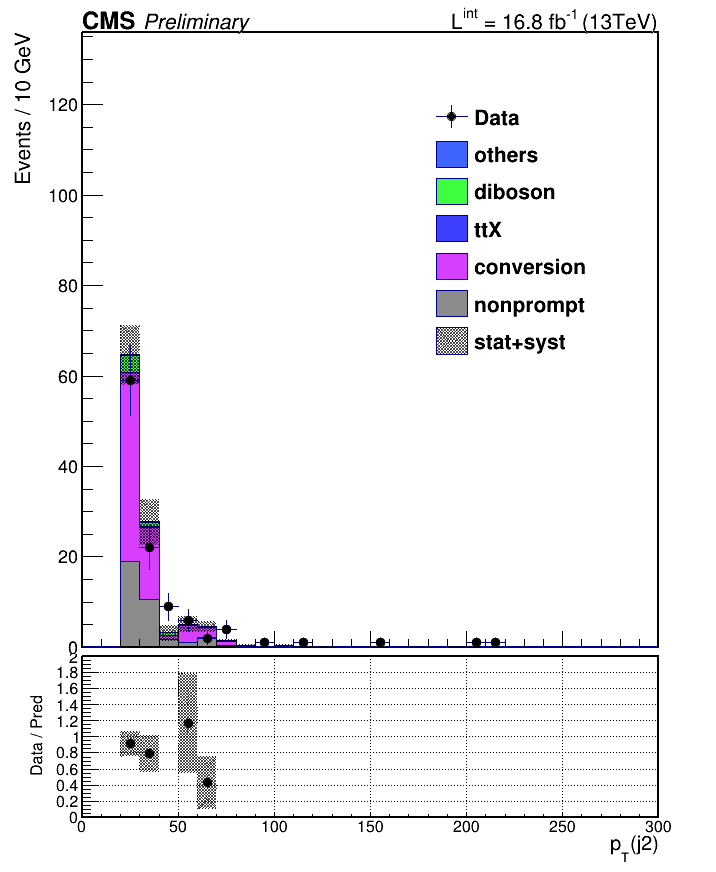 CMS Preliminary L^int = 16.8 fb^-1 (13TeV)
Events / 10 GeV
120
100
80
60
40
20
0
Data
others
diboson
ttX
conversion
nonprompt
stat+syst
Data / Pred
2
1.8
1.6
1.4
1.2
1
0.8
0.6
0.4
0.2
0
0 50 100 150 200 250 300
p_T(j2)